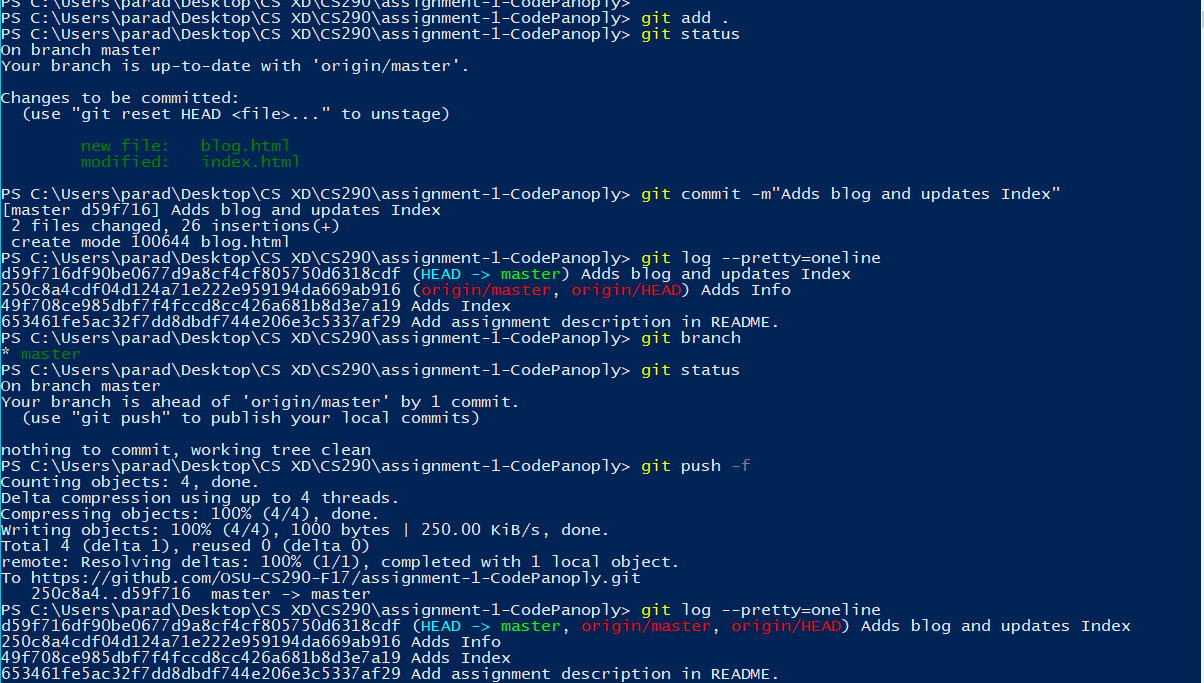 PS C:\Users\parad\Desktop\CS XD\CS290\assignment-1-CodePanoply>
PS C:\Users\parad\Desktop\CS XD\CS290\assignment-1-CodePanoply> git add .
PS C:\Users\parad\Desktop\CS XD\CS290\assignment-1-CodePanoply> git status
On branch master
Your branch is up-to-date with 'origin/master'.
Changes to be committed:
  (use "git reset HEAD <file>..." to unstage)
        new file:   blog.html
        modified:   index.html
PS C:\Users\parad\Desktop\CS XD\CS290\assignment-1-CodePanoply> git commit -m"Adds blog and updates Index"
[master d59f716] Adds blog and updates Index
 2 files changed, 26 insertions(+)
 create mode 100644 blog.html
PS C:\Users\parad\Desktop\CS XD\CS290\assignment-1-CodePanoply> git log --pretty=oneline
d59f716df90be0677d9a8cf4cf805750d6318cdf (HEAD -> master) Adds blog and updates Index
250c8a4cdf04d124a71e222e959194da669ab916 (origin/master, origin/HEAD) Adds Info
49f708ce985dbf7f4fccd8cc426a681b8d3e7a19 Adds Index
653461fe5ac32f7dd8dbdf744e206e3c5337af29 Add assignment description in README.
PS C:\Users\parad\Desktop\CS XD\CS290\assignment-1-CodePanoply> git branch
* master
PS C:\Users\parad\Desktop\CS XD\CS290\assignment-1-CodePanoply> git status
On branch master
Your branch is ahead of 'origin/master' by 1 commit.
  (use "git push" to publish your local commits)
nothing to commit, working tree clean
PS C:\Users\parad\Desktop\CS XD\CS290\assignment-1-CodePanoply> git push -f
Counting objects: 4, done.
Delta compression using up to 4 threads.
Compressing objects: 100% (4/4), done.
Writing objects: 100% (4/4), 1000 bytes | 250.00 KiB/s, done.
Total 4 (delta 1), reused 0 (delta 0)
remote: Resolving deltas: 100% (1/1), completed with 1 local object.
To https://github.com/OSU-CS290-F17/assignment-1-CodePanoply.git
   250c8a4..d59f716  master -> master
PS C:\Users\parad\Desktop\CS XD\CS290\assignment-1-CodePanoply> git log --pretty=oneline
d59f716df90be0677d9a8cf4cf805750d6318cdf (HEAD -> master, origin/master, origin/HEAD) Adds blog and updates Index
250c8a4cdf04d124a71e222e959194da669ab916 Adds Info
49f708ce985dbf7f4fccd8cc426a681b8d3e7a19 Adds Index
653461fe5ac32f7dd8dbdf744e206e3c5337af29 Add assignment description in README.